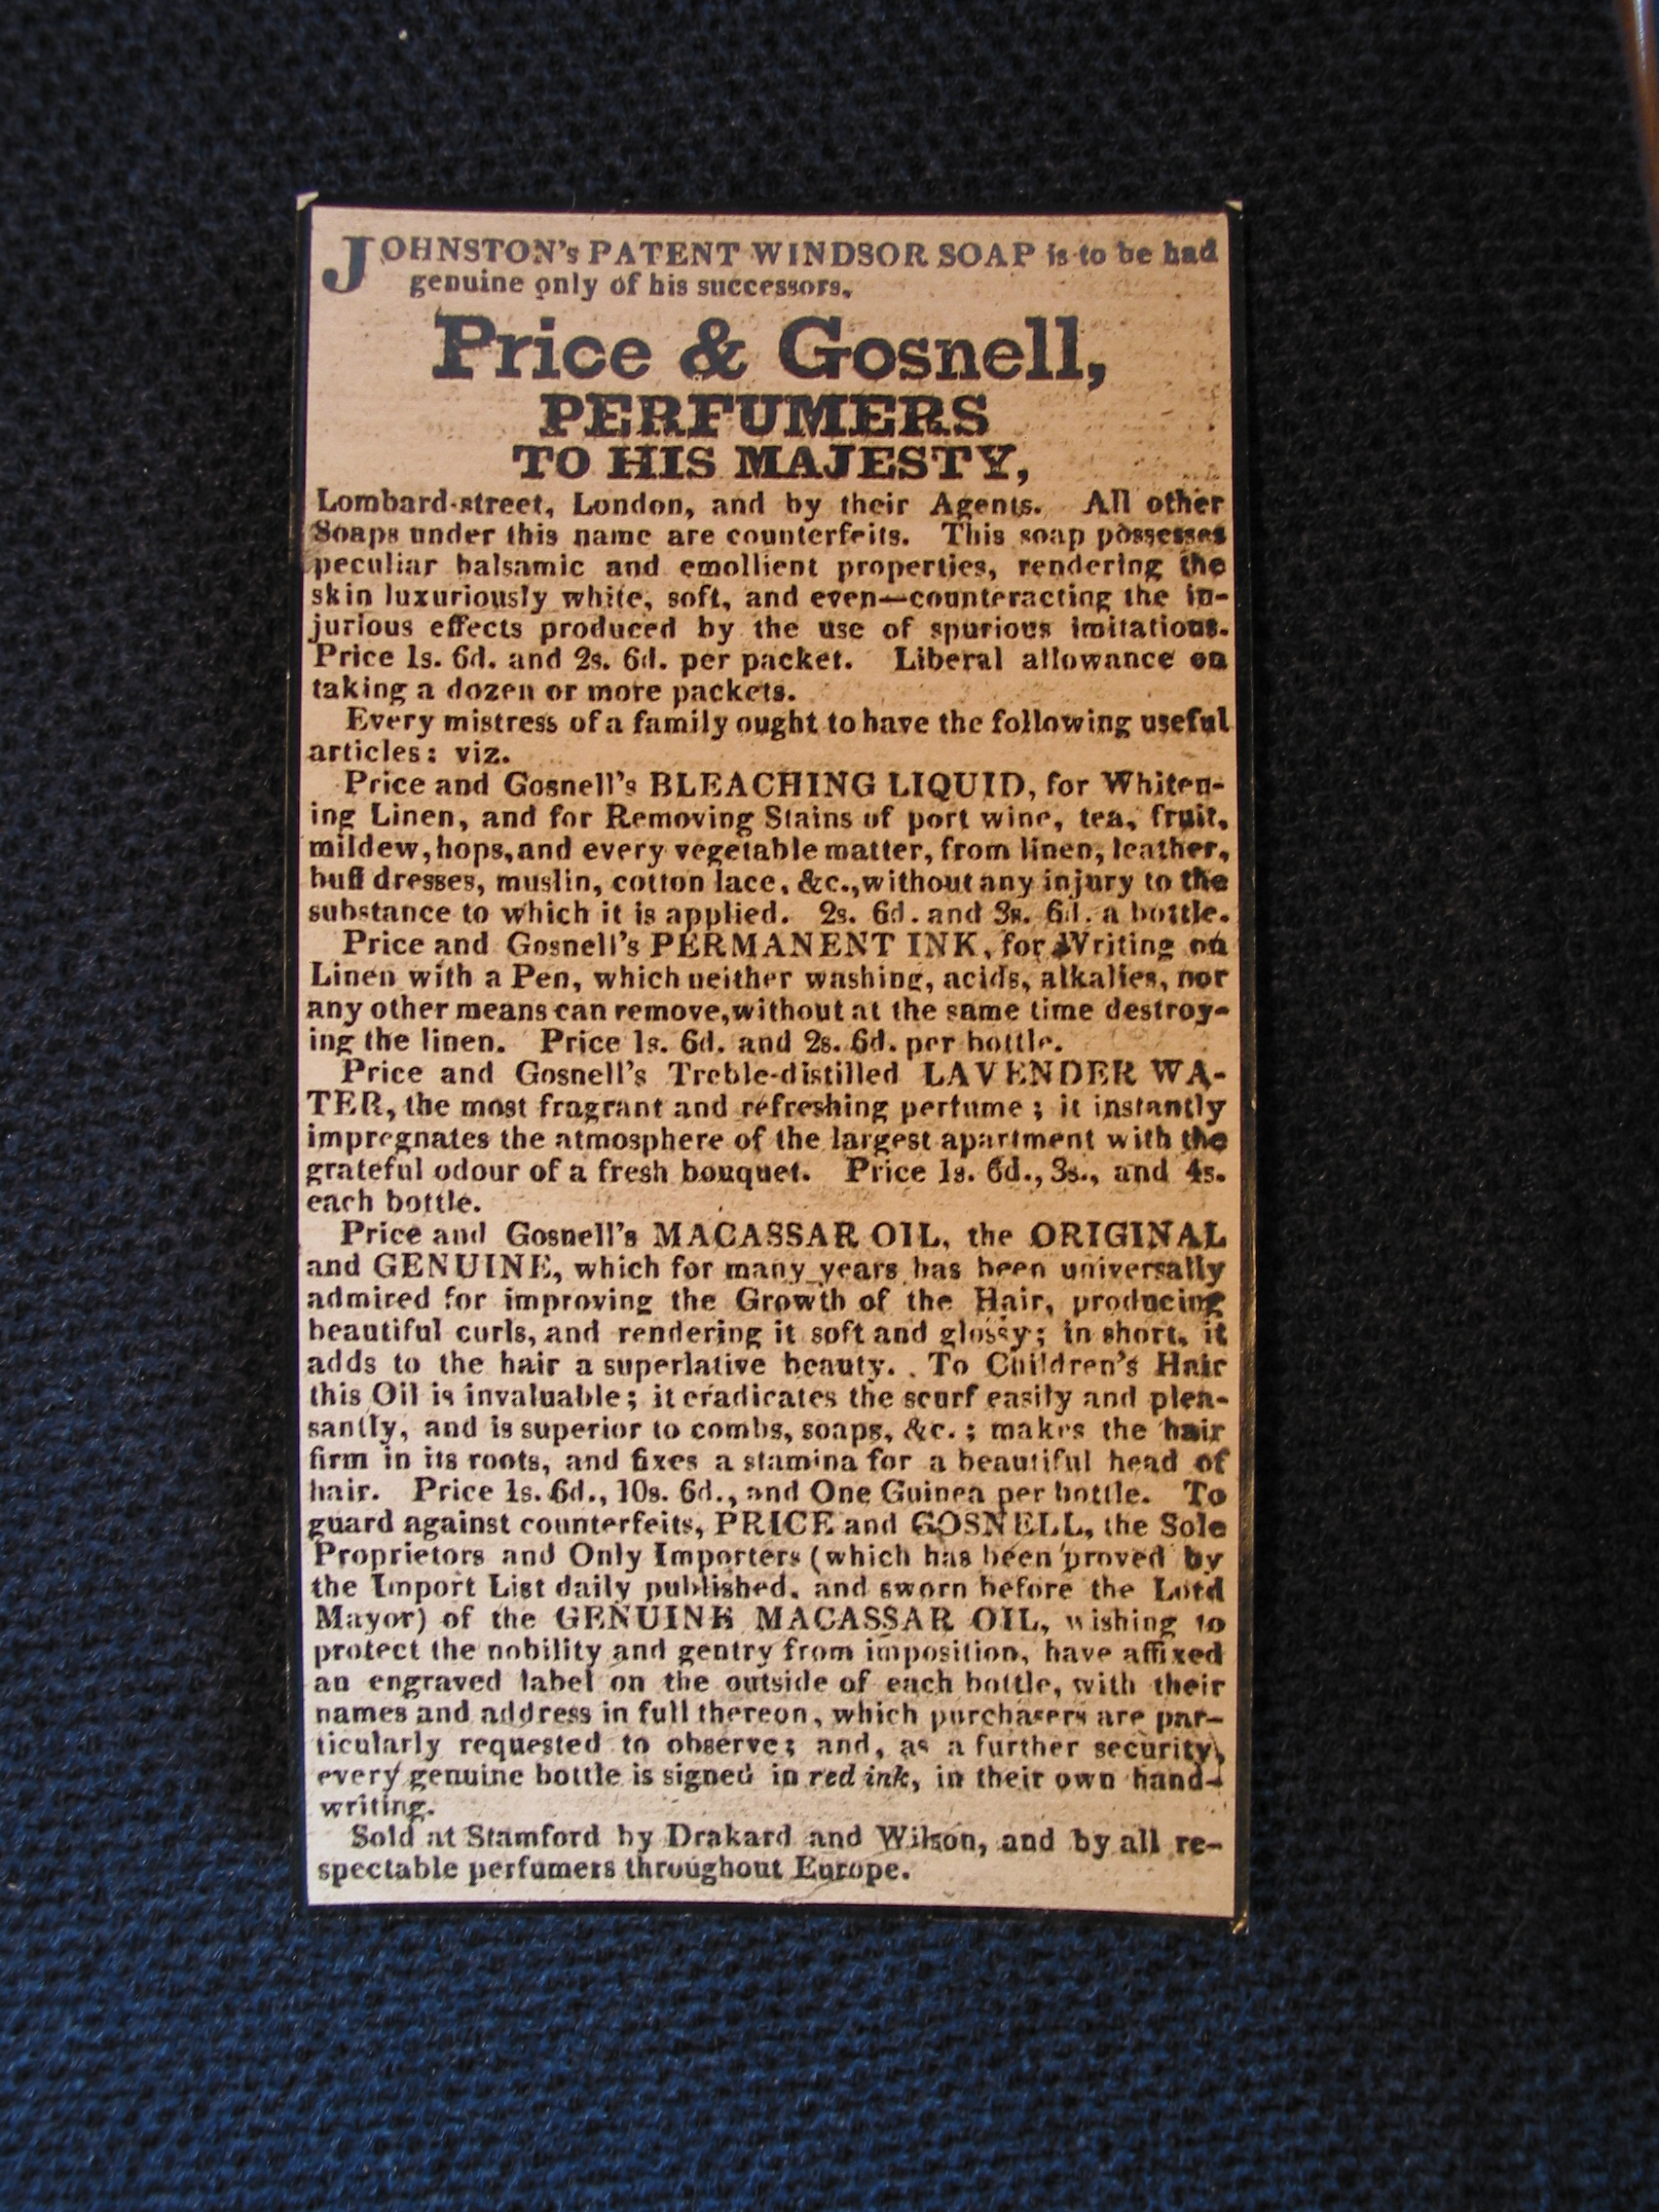 JOHNSTON's PATENT WINDSOR SOAP is to be had
genuine only of his successors,
Price & Gosnell,
PERFUMERS
TO HIS MAJESTY,
Lombard-street, London, and by their Agents. All other
Soaps under this name are counterfeits. This soap possesses
peculiar balsamic and emollient properties, rendering the
skin luxuriously white, soft, and even—counteracting the in-
jurious effects produced by the use of spurious imitations.
Price 1s. 6d. and 2s. 6d. per packet. Liberal allowance on
taking a dozen or more packets.
Every mistress of a family ought to have the following useful
articles: viz.
Price and Gosnell's BLEACHING LIQUID, for Whiten-
ing Linen, and for Removing Stains of port wine, tea, fruit,
mildew, hops, and every vegetable matter, from linen, leather,
buff dresses, muslin, cotton lace, &c., without any injury to the
substance to which it is applied. 2s. 6d. and 3s. 6d. a bottle.
Price and Gosnell's PERMANENT INK, for Writing on
Linen with a Pen, which neither washing, acids, alkalies, nor
any other means can remove, without at the same time destroy-
ing the linen. Price 1s. 6d. and 2s. 6d. per bottle.
Price and Gosnell's Treble-distilled LAVENDER WA-
TER, the most fragrant and refreshing perfume; it instantly
impregnates the atmosphere of the largest apartment with the
grateful odour of a fresh bouquet. Price 1s. 6d., 3s., and 4s.
each bottle.
Price and Gosnell's MACASSAR OIL, the ORIGINAL
and GENUINE, which for many years has been universally
admired for improving the Growth of the Hair, producing
beautiful curls, and rendering it soft and glossy; in short, it
adds to the hair a superlative beauty. To Children's Hair
this Oil is invaluable; it eradicates the scurf easily and plea-
santly, and is superior to combs, soaps, &c.; makes the hair
firm in its roots, and fixes a stamina for a beautiful head of
hair. Price 1s. 6d., 10s. 6d., and One Guinea per bottle. To
guard against counterfeits, PRICE and GOSNELL, the Sole
Proprietors and Only Importers (which has been proved by
the Import List daily published, and sworn before the Lord
Mayor) of the GENUINE MACASSAR OIL, wishing to
protect the nobility and gentry from imposition, have affixed
an engraved label on the outside of each bottle, with their
names and address in full thereon, which purchasers are par-
ticularly requested to observe; and, as a further security,
every genuine bottle is signed in red ink, in their own hand-
writing.
Sold at Stamford by Drakard and Wilson, and by all re-
spectable perfumers throughout Europe.